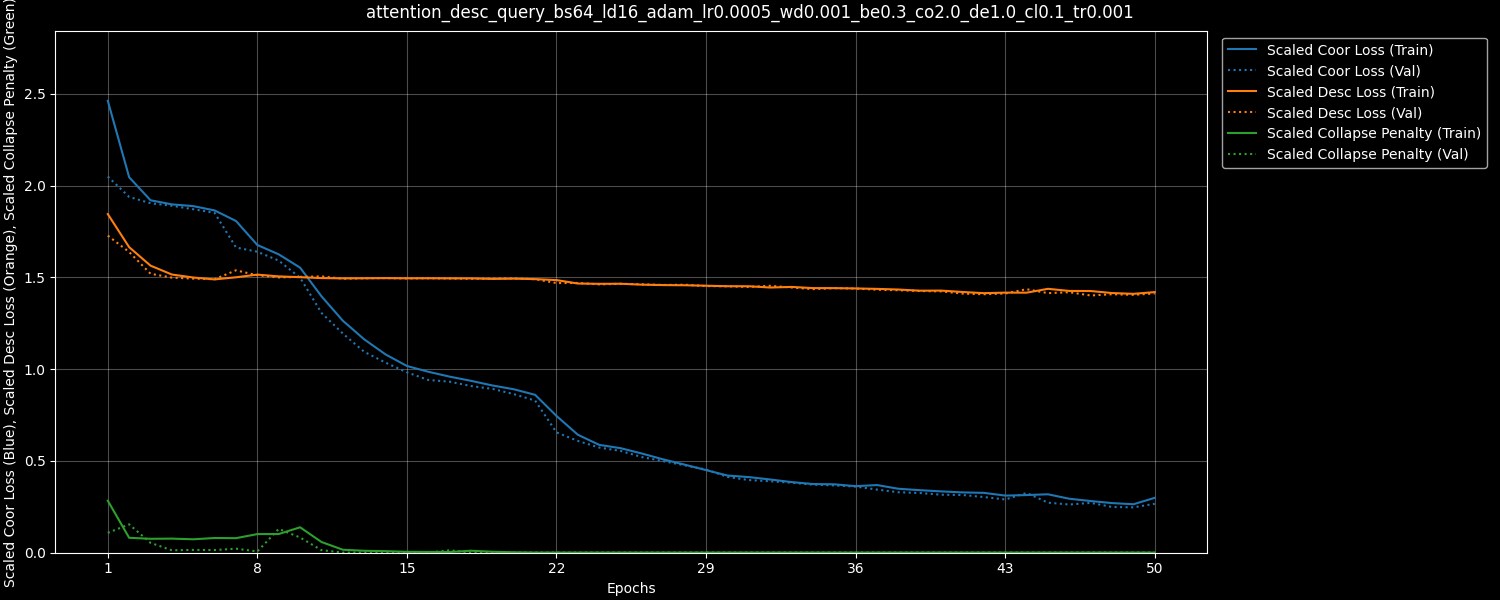 attention_desc_query_bs64_ld16_adam_lr0.0005_wd0.001_be0.3_co2.0_de1.0_cl0.1_tr0.001
Scaled Coor Loss (Blue), Scaled Desc Loss (Orange), Scaled Collapse Penalty (Green)
2.5
2.0
1.5
1.0
0.5
0.0
1 8 15 22 29 36 43 50
Epochs
Scaled Coor Loss (Train)
Scaled Coor Loss (Val)
Scaled Desc Loss (Train)
Scaled Desc Loss (Val)
Scaled Collapse Penalty (Train)
Scaled Collapse Penalty (Val)